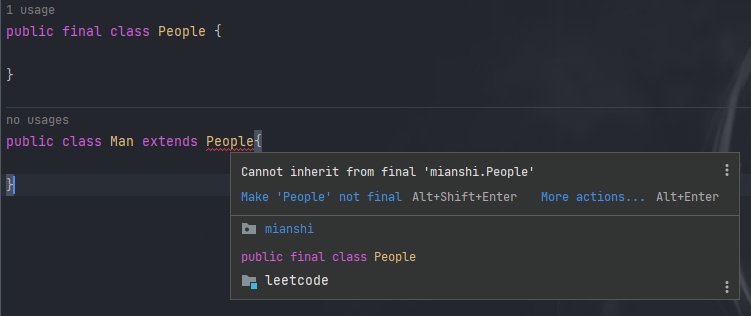 1 usage
public final class People {
}
no usages
public class Man extends People{
}
Cannot inherit from final 'mianshi.People'
Make 'People' not final Alt+Shift+Enter More actions... Alt+Enter
mianshi
public final class People
leetcode